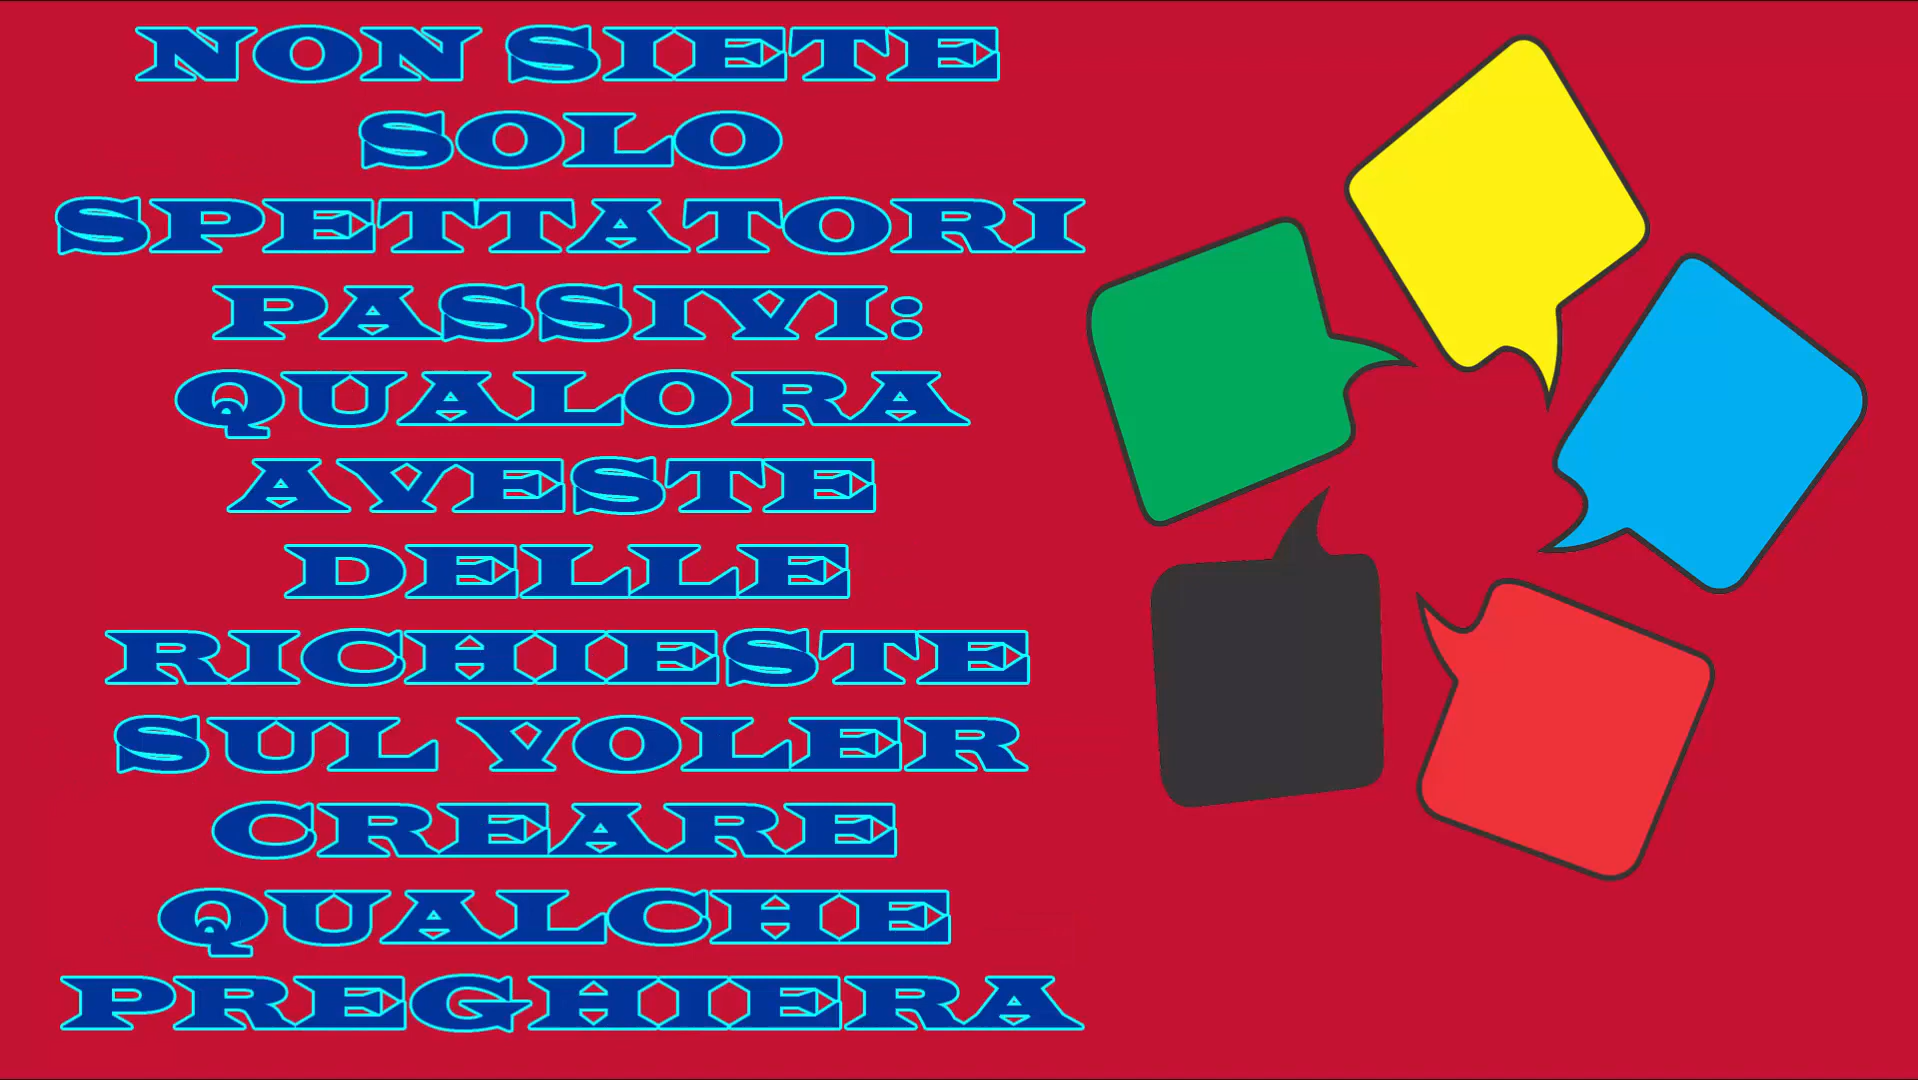 NON SIETE
SOLO
SPETTATORI
PASSIVI:
QUALORA
AVESTE
DELLE
RICHIESTE
SUL VOLER
CREARE
QUALCHE
PREGHIERA